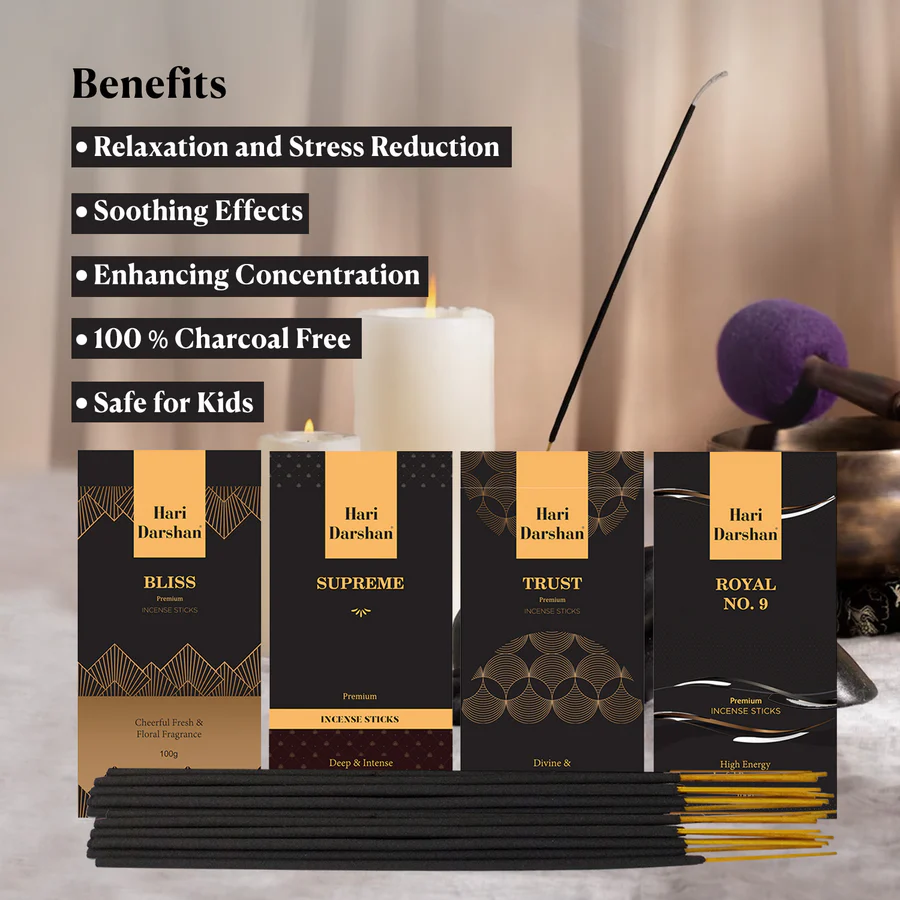 Benefits
• Relaxation and Stress Reduction
• Soothing Effects
• Enhancing Concentration
• 100 % Charcoal Free
• Safe for Kids
Hari
Darshan
BLISS
Premium
INCENSE STICKS
Cheerful Fresh &
Floral Fragrance
100g
Hari
Darshan
SUPREME
Premium
INCENSE STICKS
Deep & Intense
Hari
Darshan
TRUST
Premium
INCENSE STICKS
Divine &
Hari
Darshan
ROYAL
NO. 9
Premium
INCENSE STICKS
High Energy